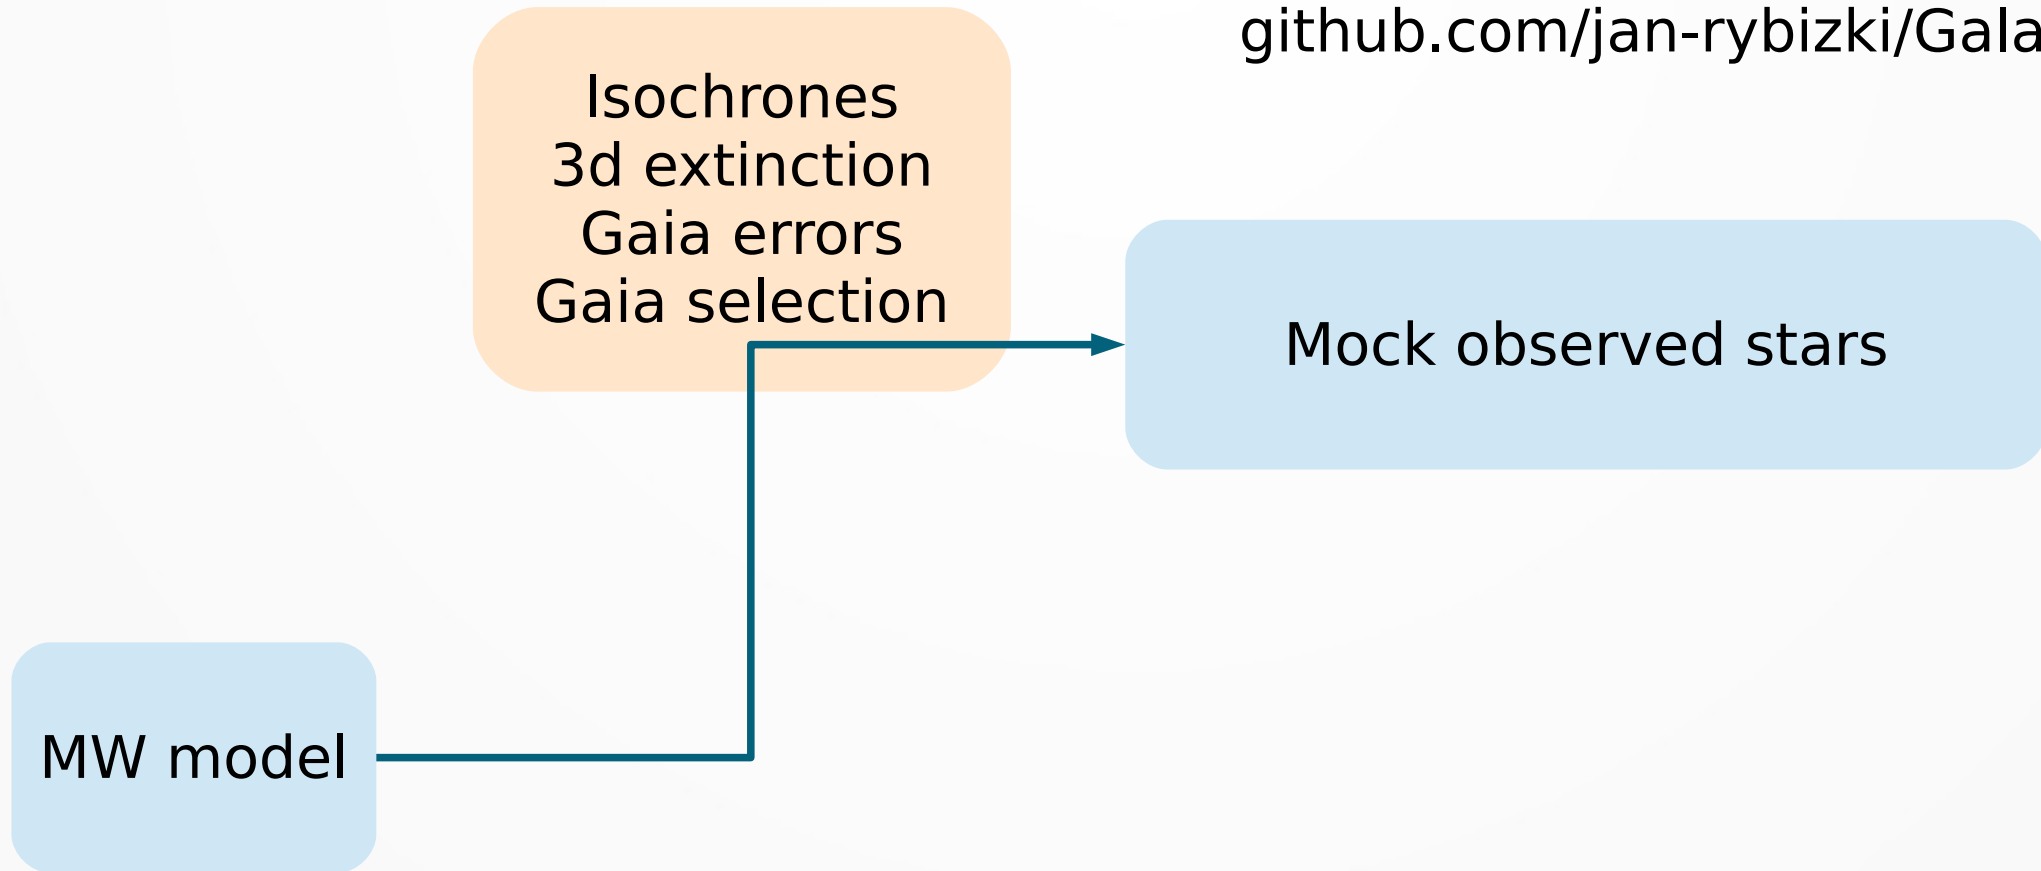 github.com/jan-rybizki/Gala
Isochrones
3d extinction
Gaia errors
Gaia selection
Mock observed stars
MW model